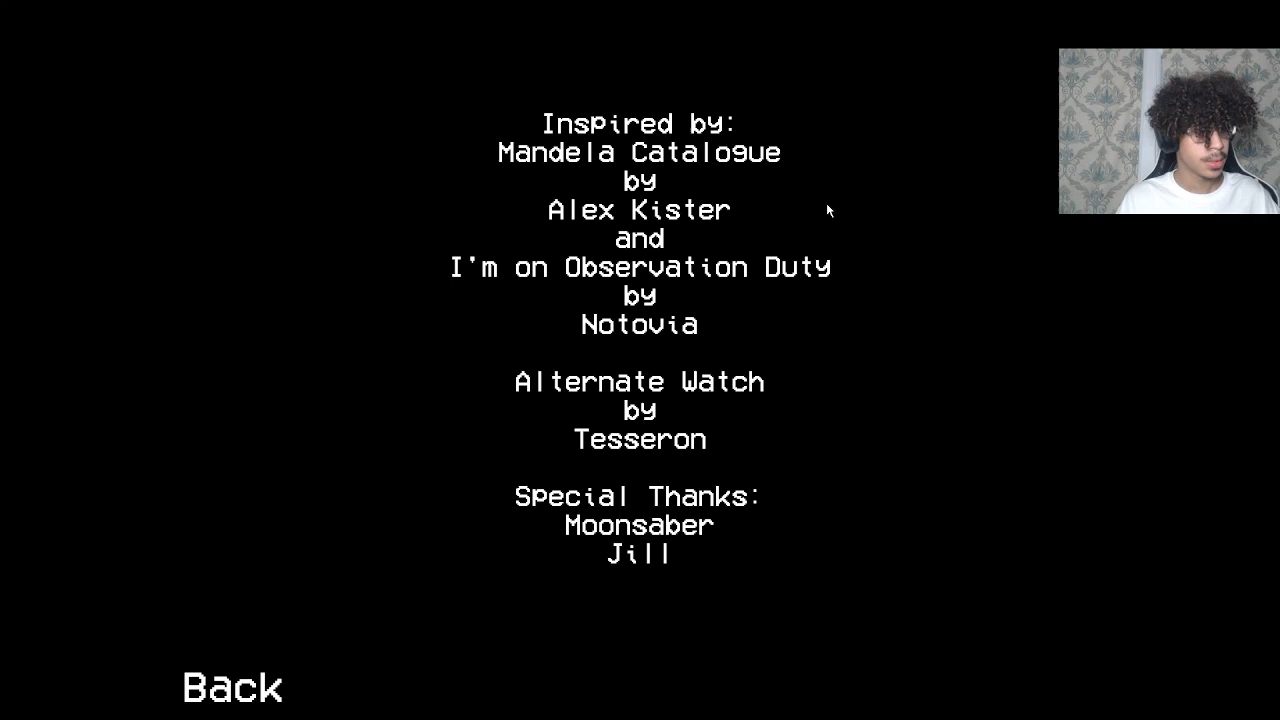 Inspired by:
Mandela Catalogue
by
Alex Kister
and
I'm on Observation Duty
by
Notovia
Alternate Watch
by
Tesseron
Special Thanks:
Moonsaber
Jill
Back